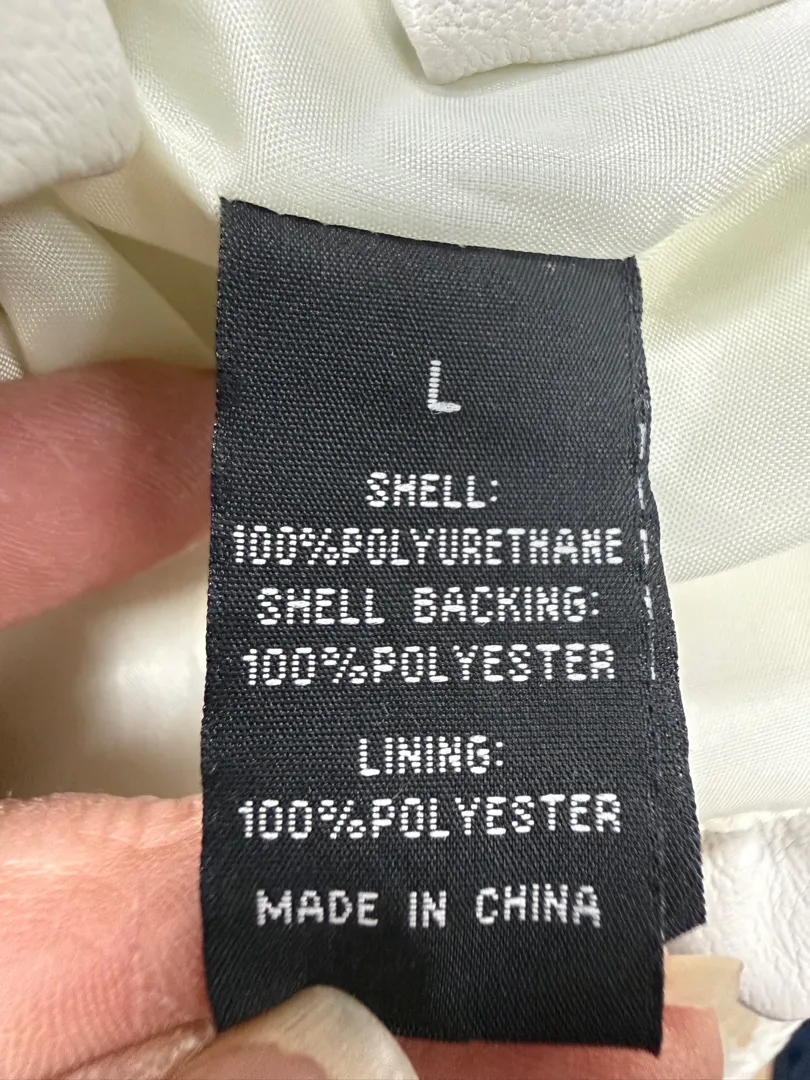 L
SHELL:
100%POLYURETHANE
SHELL BACKING:
100%POLYESTER
LINING:
100%POLYESTER
MADE IN CHINA